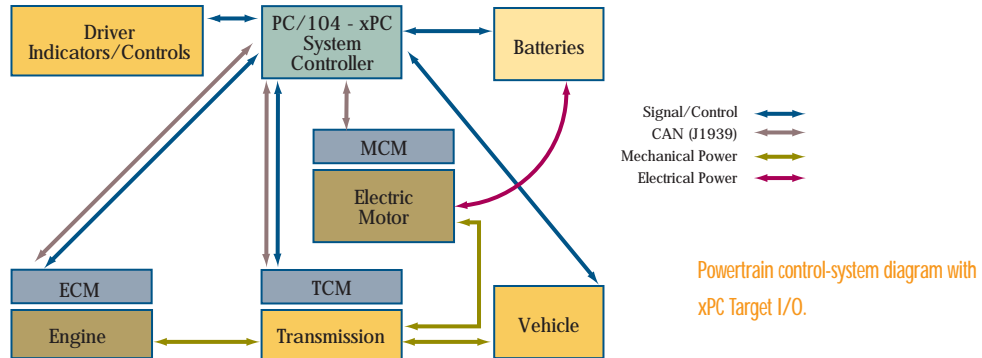 Driver
Indicators/Controls
PC/104 - xPC
System
Controller
Batteries
Signal/Control
CAN (J1939)
Mechanical Power
Electrical Power
MCM
Electric
Motor
ECM
Engine
TCM
Transmission
Vehicle
Powertrain control-system diagram with
xPC Target I/O.